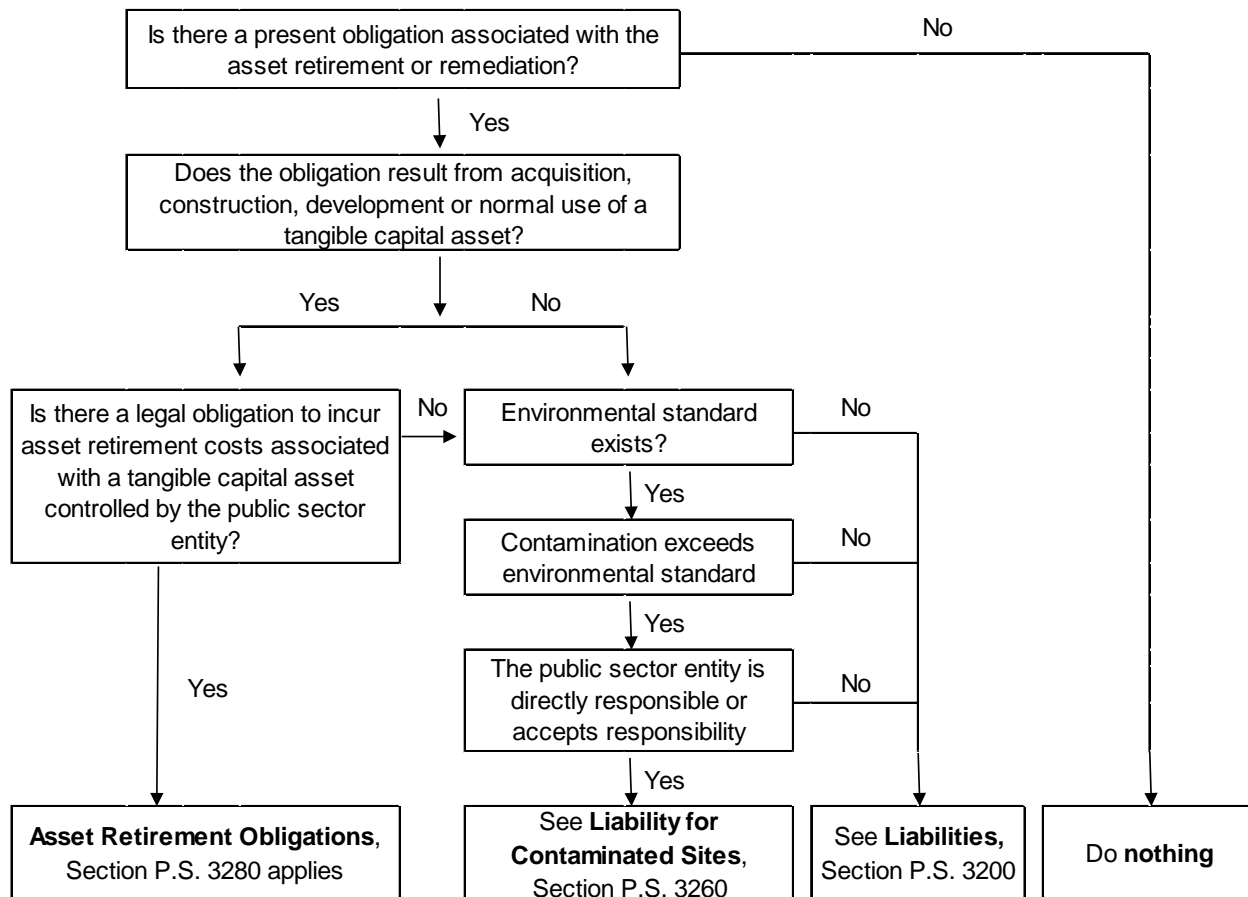 Is there a present obligation associated with the
asset retirement or remediation?
No
Yes
Does the obligation result from acquisition,
construction, development or normal use of a
tangible capital asset?
Yes
No
Is there a legal obligation to incur
asset retirement costs associated
with a tangible capital asset
controlled by the public sector
entity?
No
Environmental standard
exists?
No
Yes
Contamination exceeds
environmental standard
No
Yes
The public sector entity is
directly responsible or
accepts responsibility
No
Yes
Yes
Asset Retirement Obligations,
Section P.S. 3280 applies
See Liability for
Contaminated Sites,
Section P.S. 3260
See Liabilities,
Section P.S. 3200
Do nothing